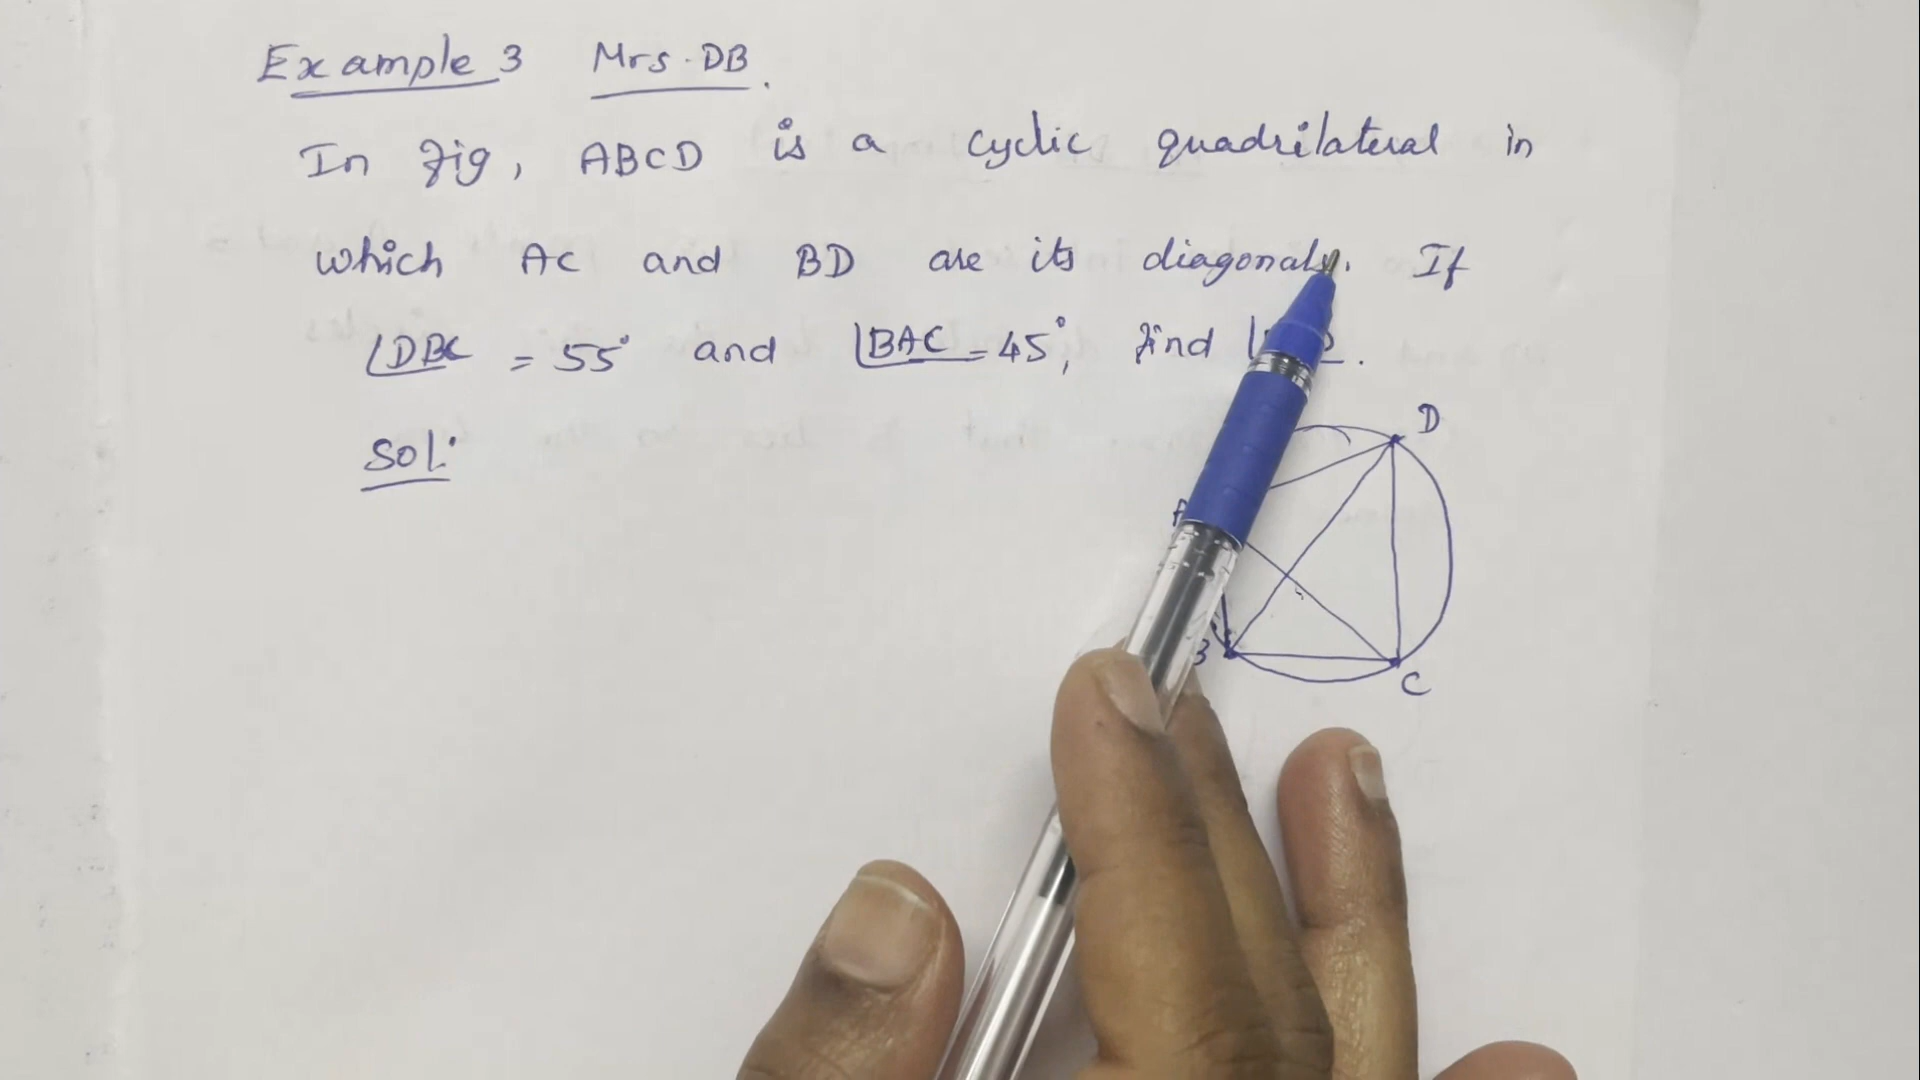 Example 3 Mrs. DB.
In fig, ABCD is a cyclic quadrilateral in
which AC and BD are its diagonals. If
∠DBC = 55° and ∠BAC = 45°, find
Sol:
D
B
C